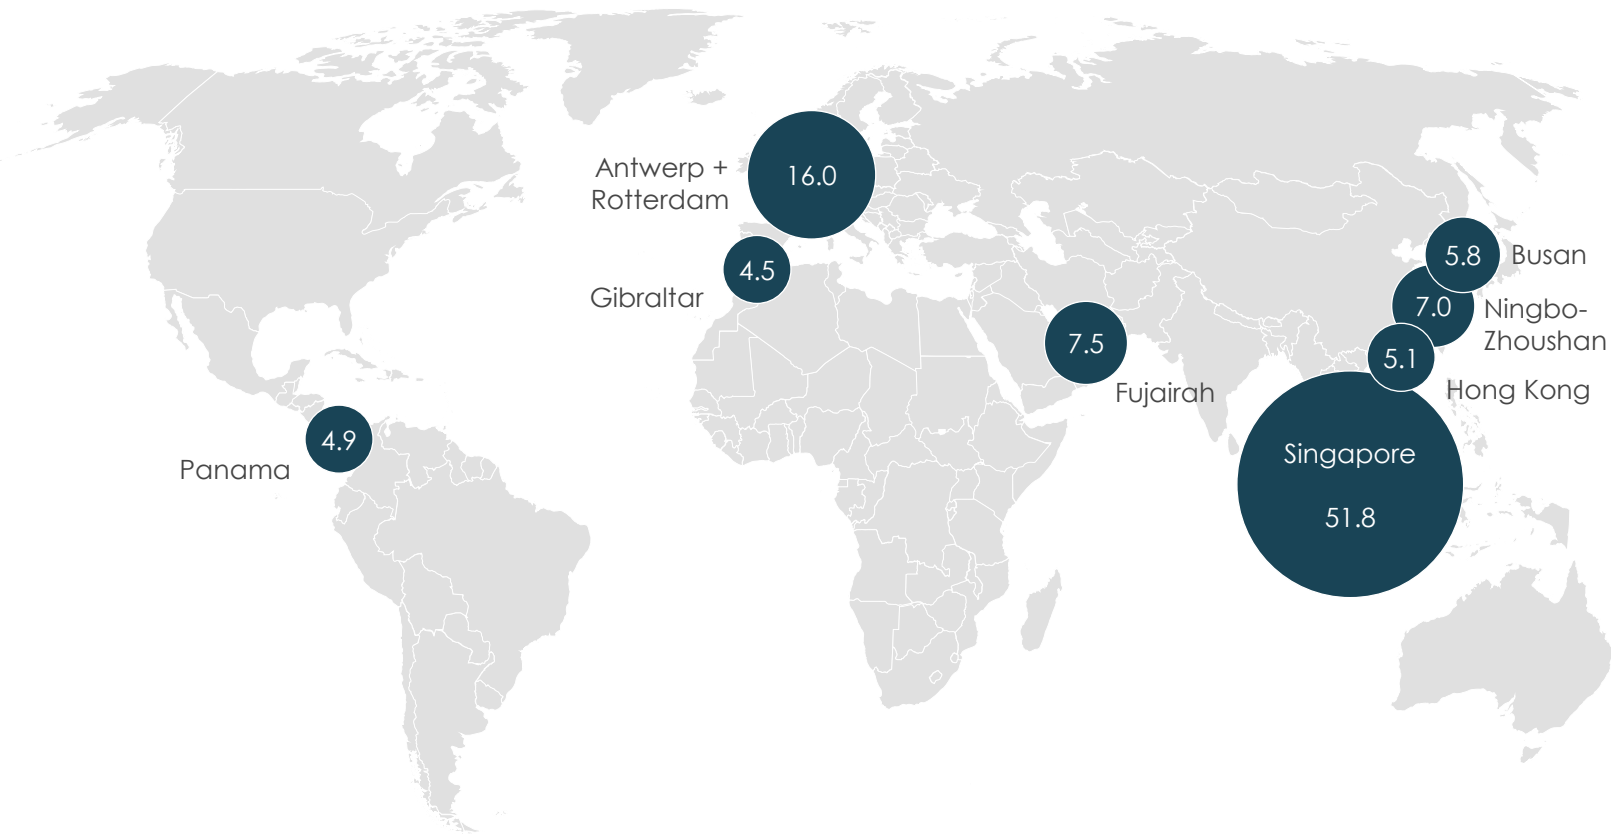 Antwerp +
Rotterdam
16.0
4.5
Gibraltar
5.8
Busan
7.0
Ningbo-
Zhoushan
7.5
Fujairah
5.1
Hong Kong
4.9
Panama
Singapore
51.8